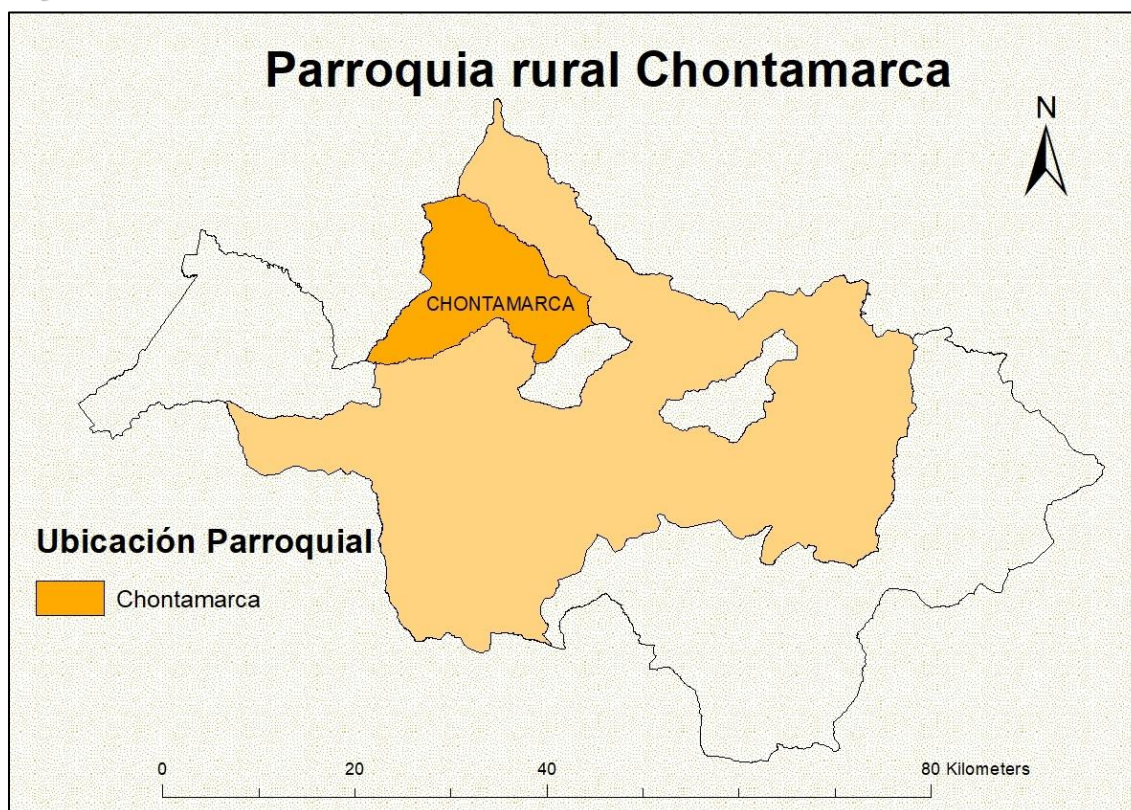 Parroquia rural Chontamarca
N
CHONTAMARCA
Ubicación Parroquial
Chontamarca
0 20 40 80 Kilometers